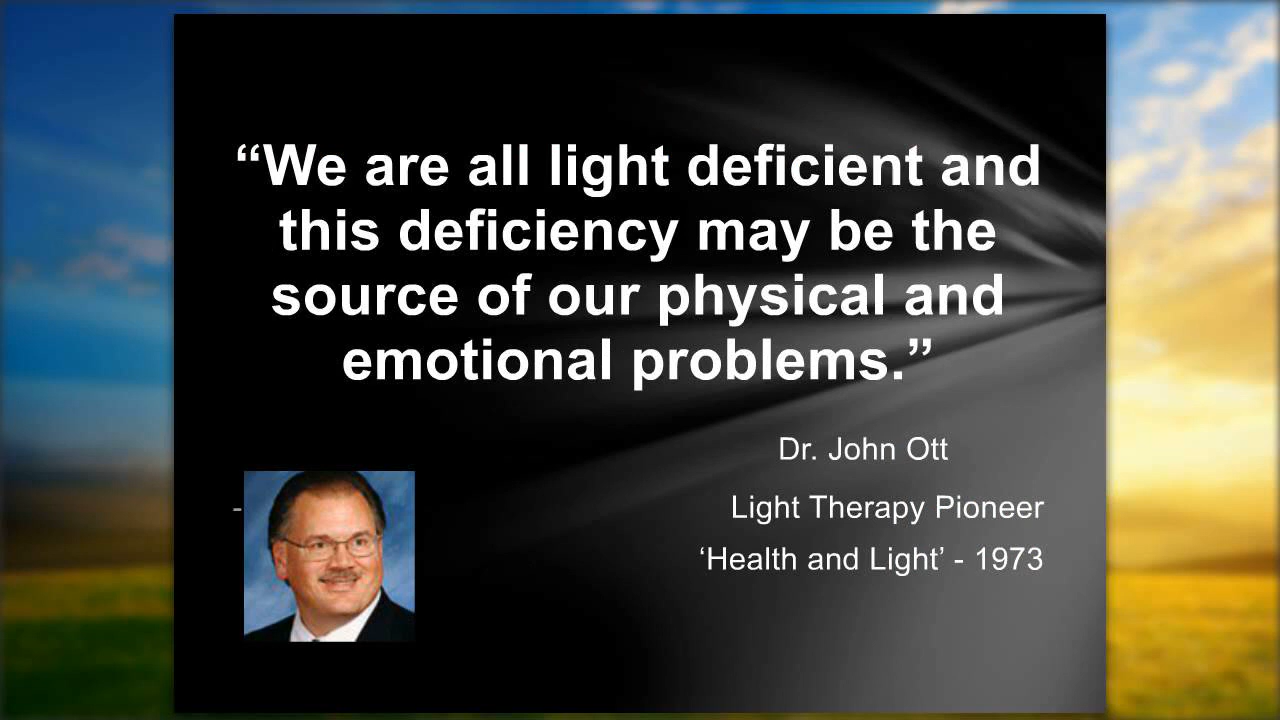 “We are all light deficient and
this deficiency may be the
source of our physical and
emotional problems.”
Dr. John Ott
- Light Therapy Pioneer
‘Health and Light’ - 1973